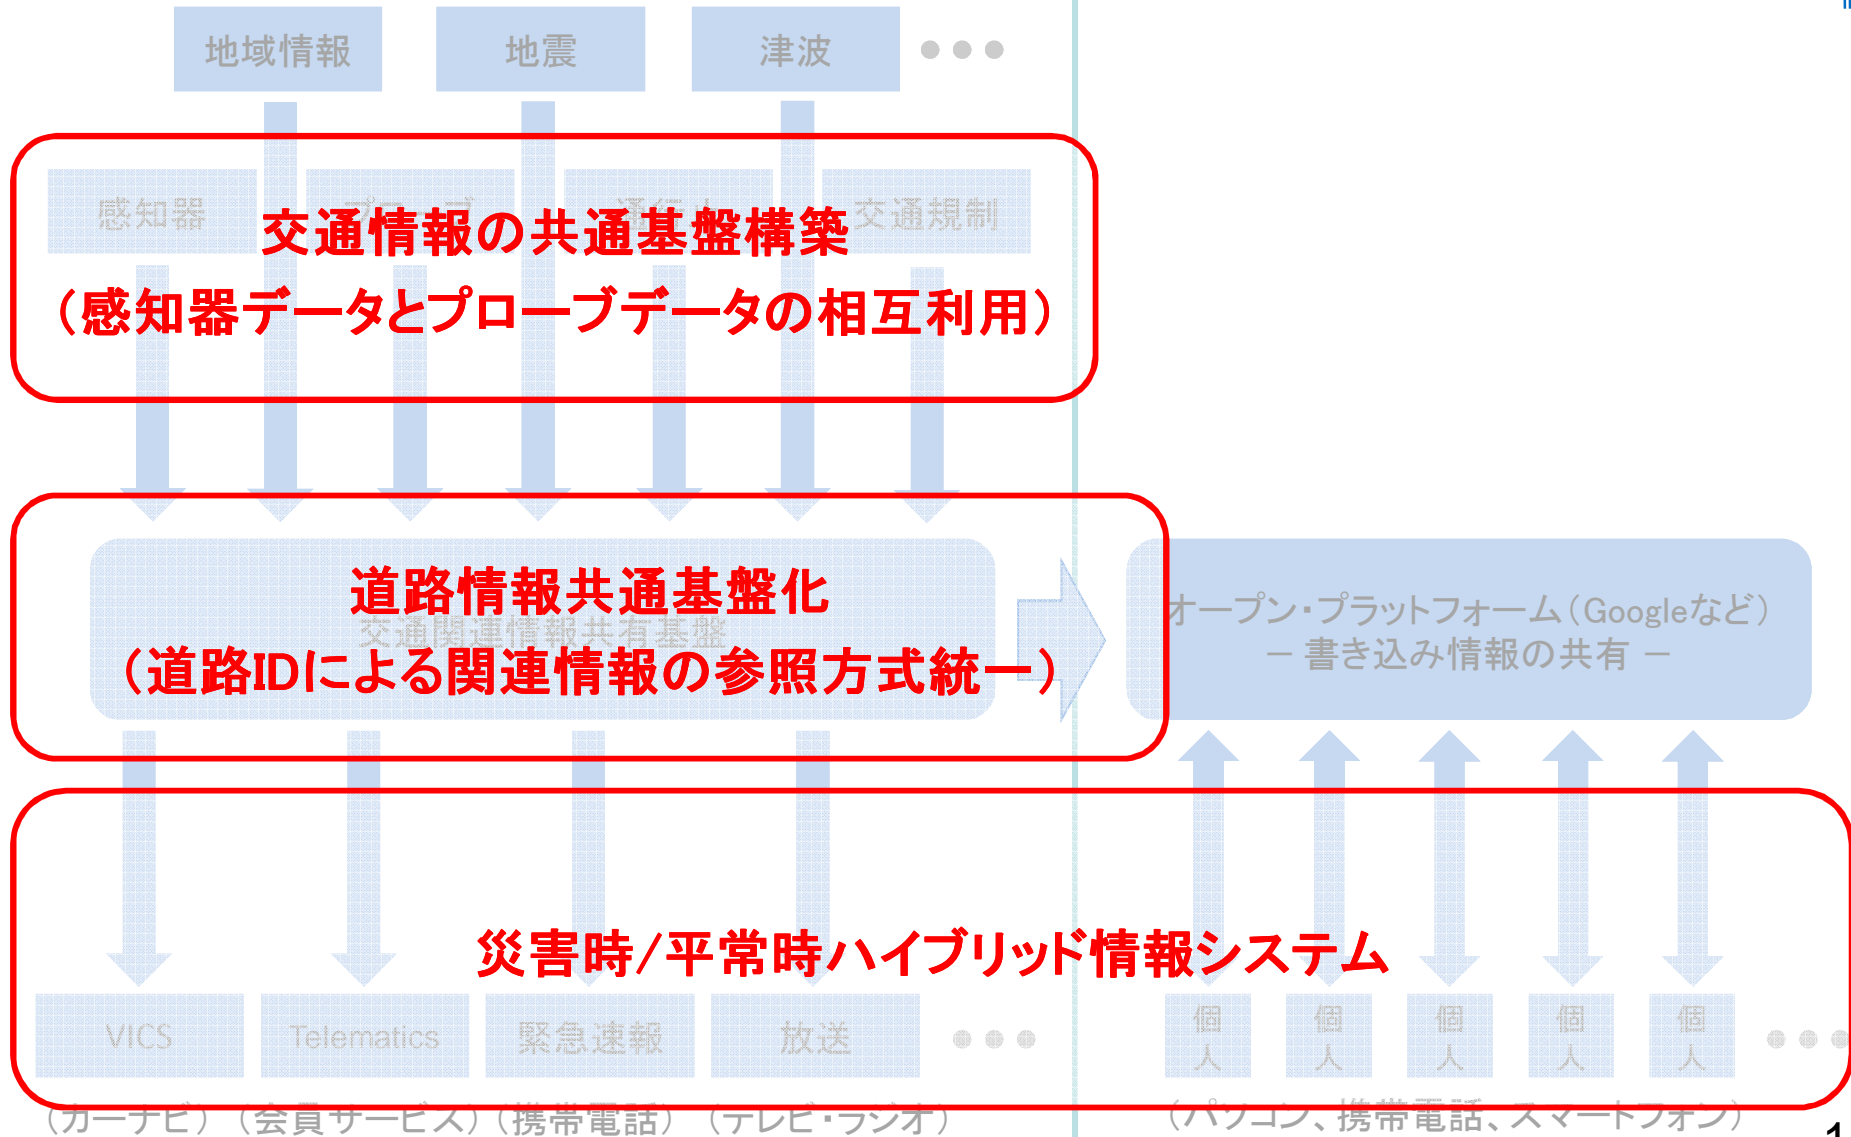 地域情報 地震 津波 ●●●
感知器 プローブ 通行止 交通規制
交通情報の共通基盤構築
（感知器データとプローブデータの相互利用）
道路情報共通基盤化
交通関連情報共有基盤
（道路IDによる関連情報の参照方式統一）
オープン・プラットフォーム（Googleなど）
－ 書き込み情報の共有 －
災害時/平常時ハイブリッド情報システム
VICS Telematics 緊急速報 放送 ●●●
個人 個人 個人 個人 個人 ●●●
（カーナビ）（会員サービス）（携帯電話）（テレビ・ラジオ）
（パソコン、携帯電話、スマートフォン）
1